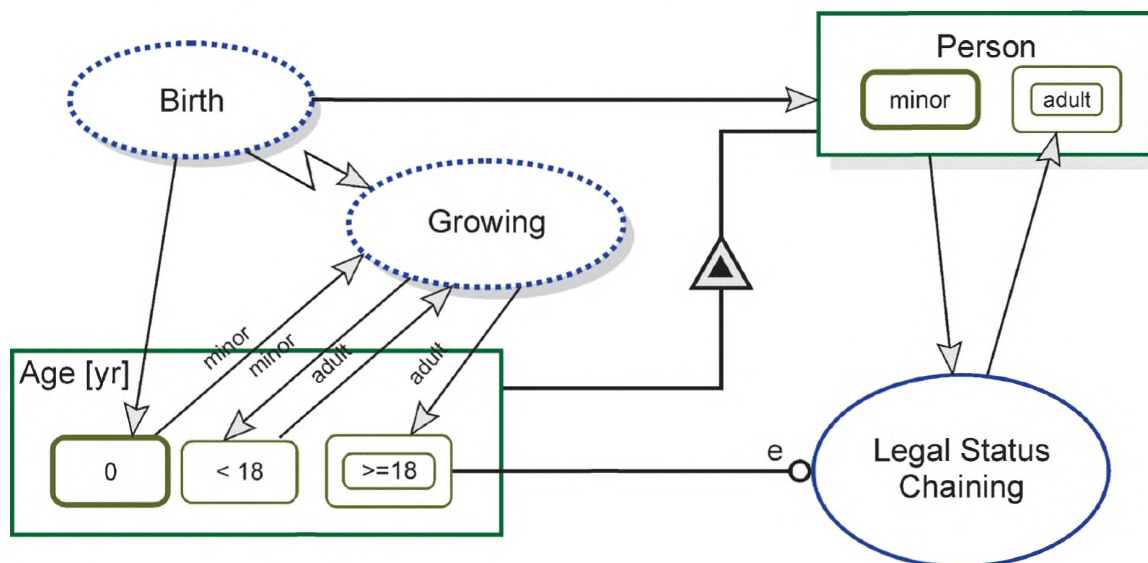 Birth
Person
minor
adult
Growing
minor
minor
adult
adult
Age [yr]
0
< 18
>=18
e
Legal Status
Chaining